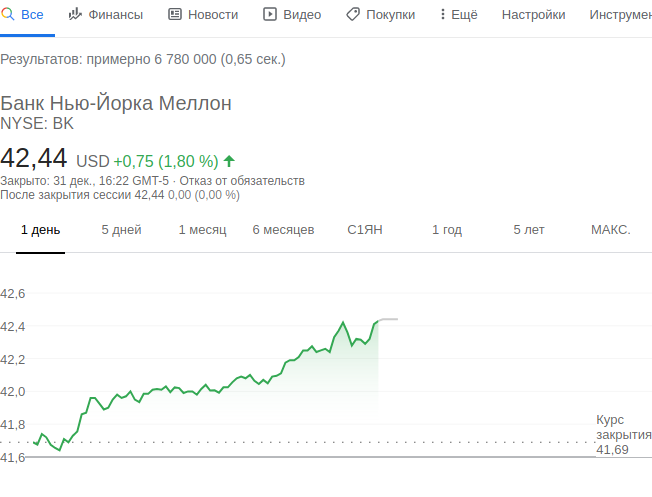 Все Финансы Новости Видео Покупки Ещё Настройки
Результатов: примерно 6 780 000 (0,65 сек.)
Банк Нью-Йорка Меллон
NYSE: BK
42,44 USD +0,75 (1,80 %)
Закрыто: 31 дек., 16:22 GMT-5 · Отказ от обязательств
После закрытия сессии 42,44 0,00 (0,00 %)
1 день 5 дней 1 месяц 6 месяцев С1ЯН 1 год 5 лет МАКС.
42,6
42,4
42,2
42,0
41,8
41,6
Курс
закрытия
41,69